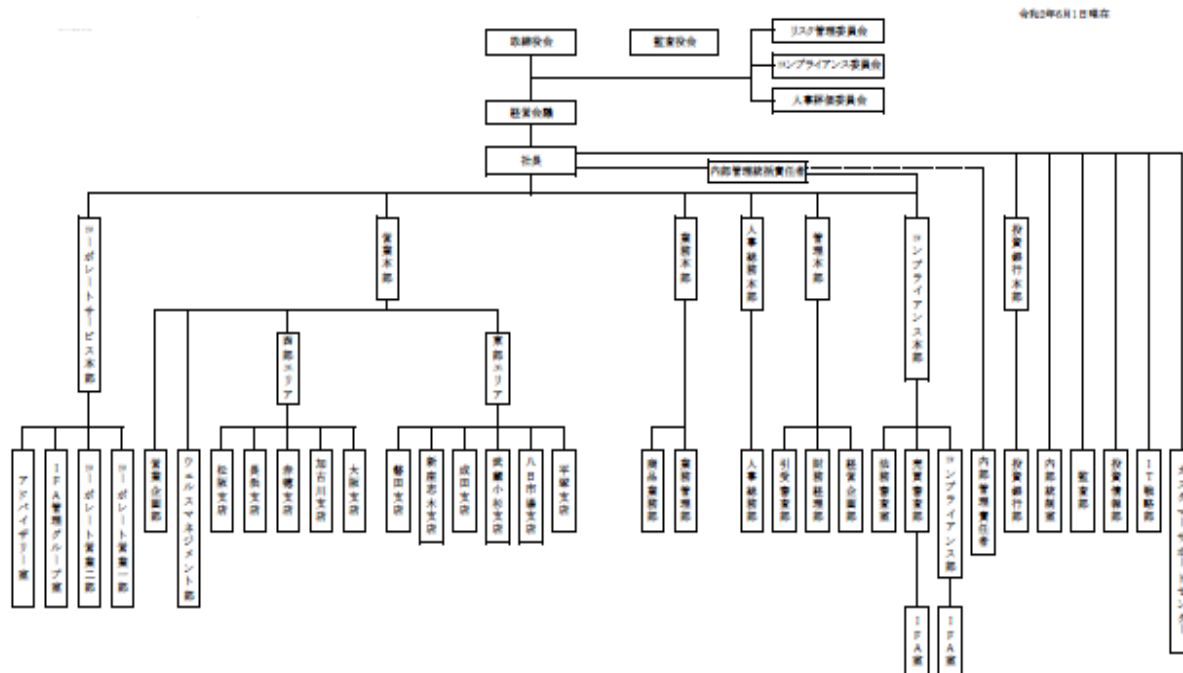 令和2年6月1日現在
取締役会
監査役会
リスク管理委員会
コンプライアンス委員会
人事評価委員会
経営会議
社長
内部管理統括責任者
コーポレートサービス本部
営業本部
業務本部
人事総務本部
管理本部
コンプライアンス本部
投資銀行本部
西部エリア
東部エリア
アドバイザリー室
IFA管理グループ室
コーポレート営業二部
コーポレート営業一部
営業企画部
ウェルスマネジメント部
松阪支店
長浜支店
赤穂支店
加古川支店
大阪支店
磐田支店
新座志木支店
成田支店
武蔵小杉支店
八日市場支店
平塚支店
商品業務部
業務管理部
人事総務部
引受審査部
財務経理部
経営企画部
売買審査部
コンプライアンス部
内部管理責任者
投資銀行部
内部統制室
監査部
投資情報部
IT戦略部
カスタマーサポートセンター
IFA室
IFA室